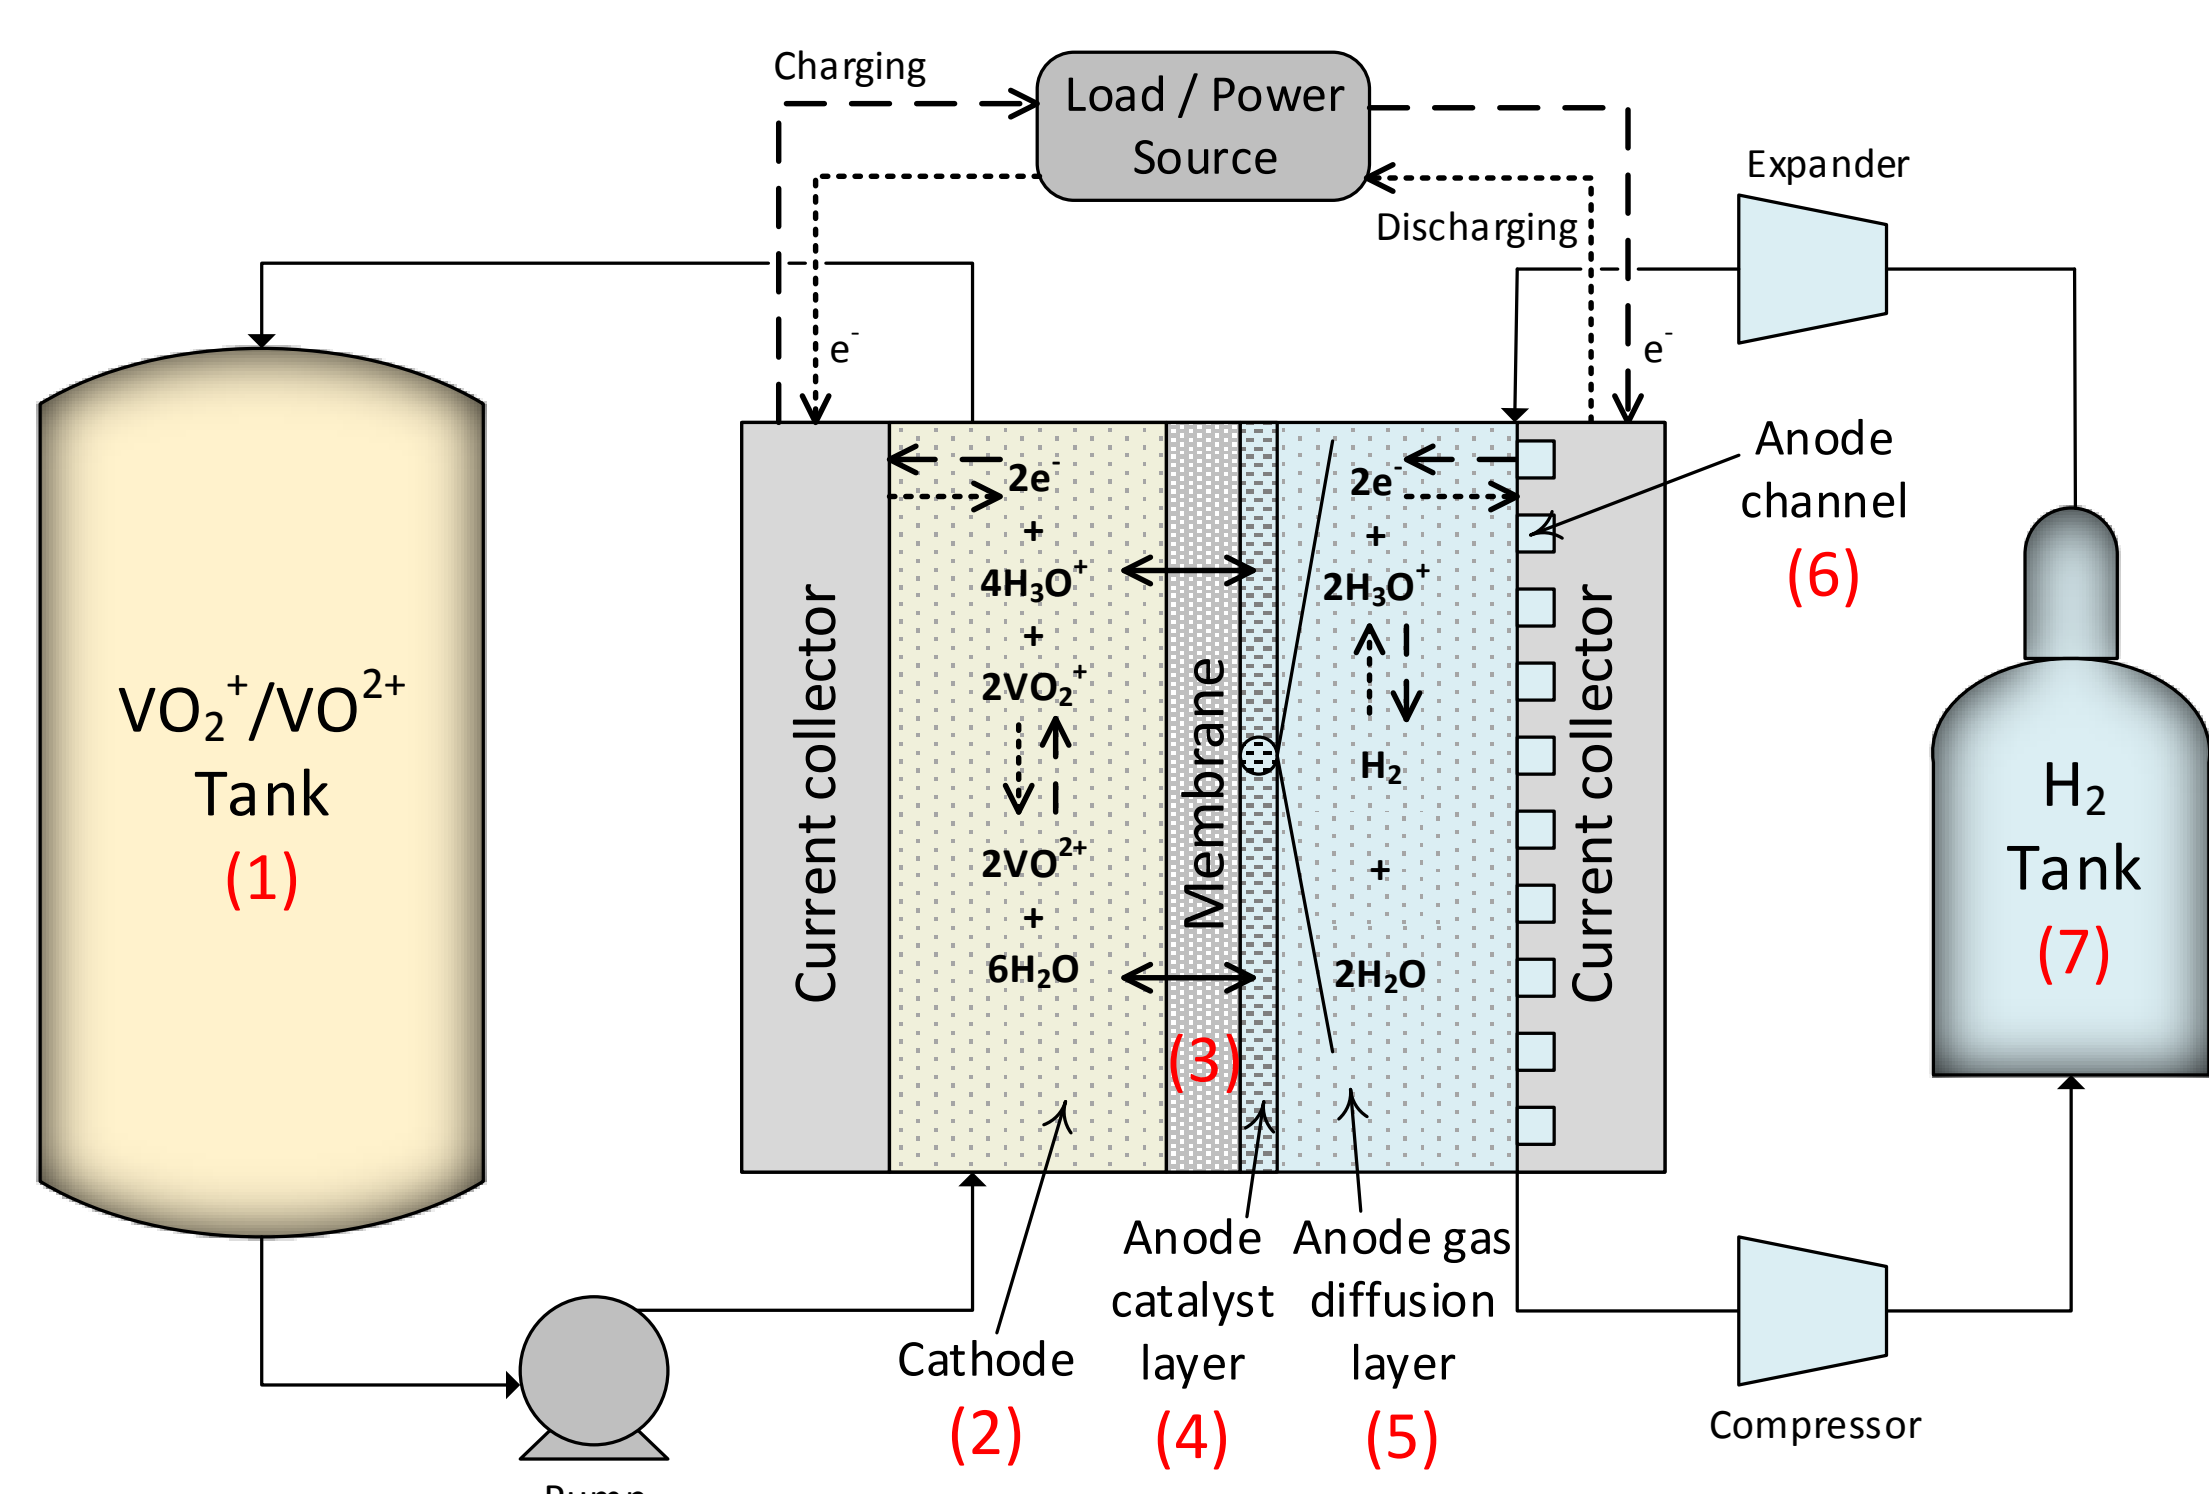 Charging
Load / Power
Source
Discharging
Expander
e⁻
e⁻
VO₂⁺/VO²⁺
Tank
(1)
Current collector
2e⁻
+
4H₃O⁺
+
2VO₂⁺
2VO²⁺
+
6H₂O
Membrane
(3)
2e⁻
+
2H₃O⁺
H₂
+
2H₂O
Current collector
Anode
channel
(6)
H₂
Tank
(7)
Cathode
(2)
Anode
catalyst
layer
(4)
Anode gas
diffusion
layer
(5)
Compressor